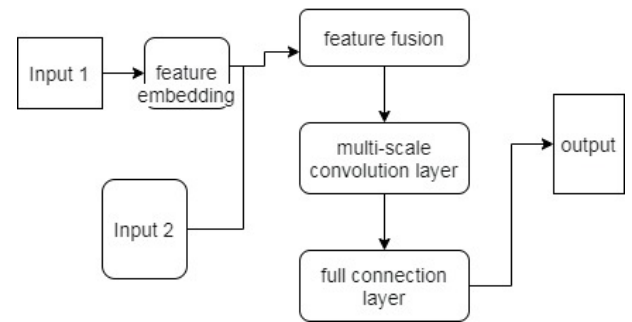 Input 1
feature
embedding
feature fusion
multi-scale
convolution layer
Input 2
full connection
layer
output